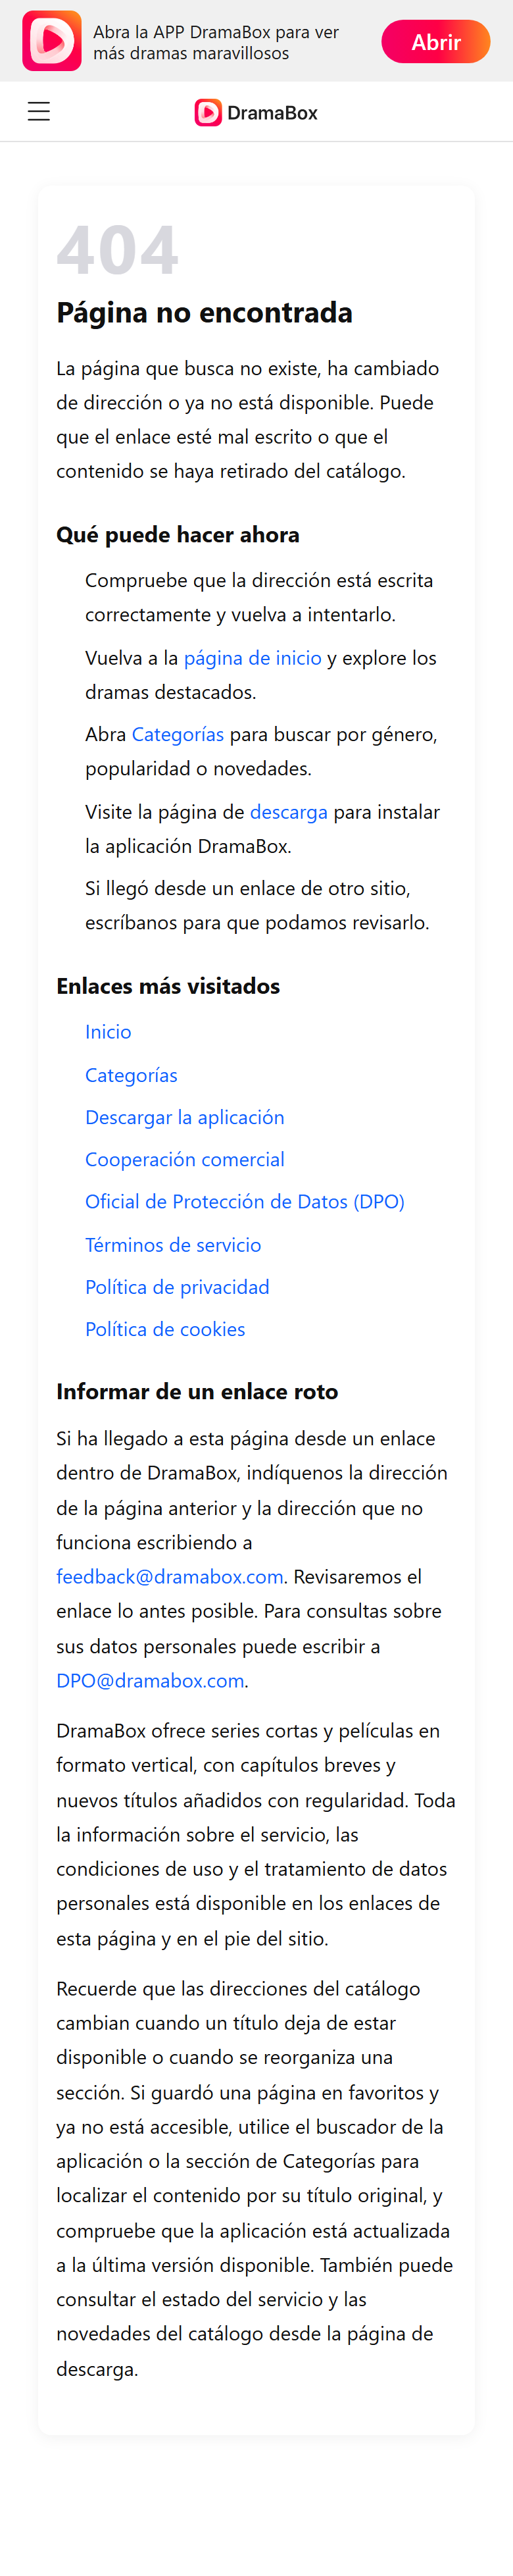 Abra la APP DramaBox para ver
más dramas maravillosos
Abrir
DramaBox
404
Página no encontrada
La página que busca no existe, ha cambiado
de dirección o ya no está disponible. Puede
que el enlace esté mal escrito o que el
contenido se haya retirado del catálogo.
Qué puede hacer ahora
Compruebe que la dirección está escrita
correctamente y vuelva a intentarlo.
Vuelva a la página de inicio y explore los
dramas destacados.
Abra Categorías para buscar por género,
popularidad o novedades.
Visite la página de descarga para instalar
la aplicación DramaBox.
Si llegó desde un enlace de otro sitio,
escríbanos para que podamos revisarlo.
Enlaces más visitados
Inicio
Categorías
Descargar la aplicación
Cooperación comercial
Oficial de Protección de Datos (DPO)
Términos de servicio
Política de privacidad
Política de cookies
Informar de un enlace roto
Si ha llegado a esta página desde un enlace
dentro de DramaBox, indíquenos la dirección
de la página anterior y la dirección que no
funciona escribiendo a
feedback@dramabox.com. Revisaremos el
enlace lo antes posible. Para consultas sobre
sus datos personales puede escribir a
DPO@dramabox.com.
DramaBox ofrece series cortas y películas en
formato vertical, con capítulos breves y
nuevos títulos añadidos con regularidad. Toda
la información sobre el servicio, las
condiciones de uso y el tratamiento de datos
personales está disponible en los enlaces de
esta página y en el pie del sitio.
Recuerde que las direcciones del catálogo
cambian cuando un título deja de estar
disponible o cuando se reorganiza una
sección. Si guardó una página en favoritos y
ya no está accesible, utilice el buscador de la
aplicación o la sección de Categorías para
localizar el contenido por su título original, y
compruebe que la aplicación está actualizada
a la última versión disponible. También puede
consultar el estado del servicio y las
novedades del catálogo desde la página de
descarga.